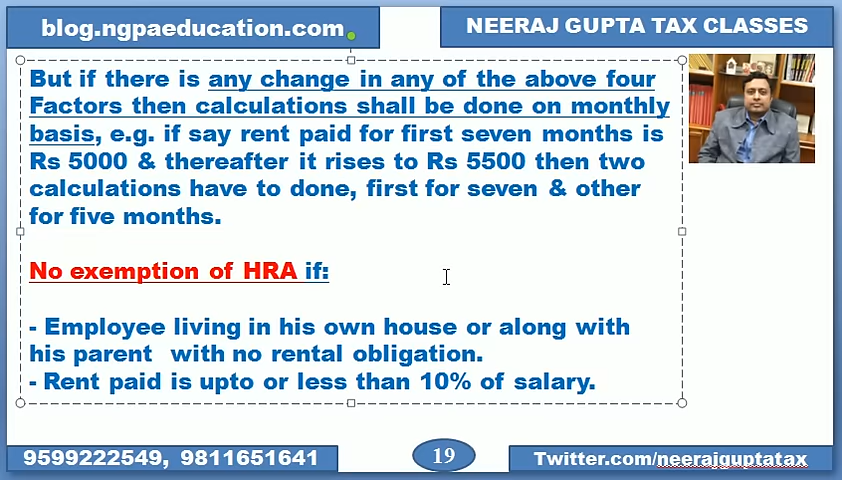 blog.ngpaeducation.com
NEERAJ GUPTA TAX CLASSES
But if there is any change in any of the above four
Factors then calculations shall be done on monthly
basis, e.g. if say rent paid for first seven months is
Rs 5000 & thereafter it rises to Rs 5500 then two
calculations have to done, first for seven & other
for five months.
No exemption of HRA if:
- Employee living in his own house or along with
his parent with no rental obligation.
- Rent paid is upto or less than 10% of salary.
9599222549, 9811651641
19
Twitter.com/neerajguptatax